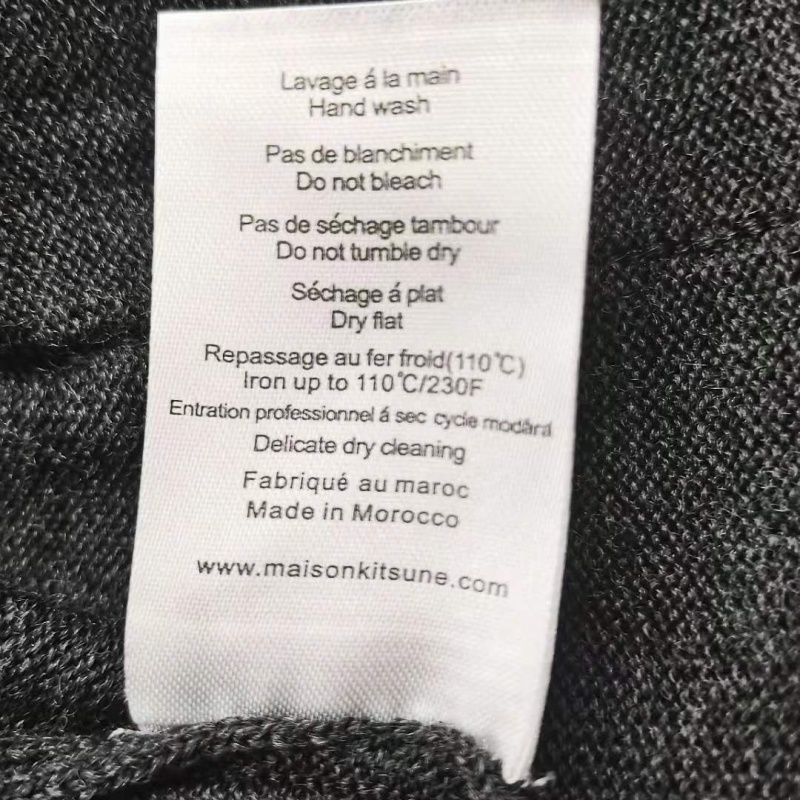 Lavage á la main
Hand wash
Pas de blanchiment
Do not bleach
Pas de séchage tambour
Do not tumble dry
Séchage á plat
Dry flat
Repassage au fer froid(110℃)
Iron up to 110℃/230F
Entration professionnel á sec cycle modârá
Delicate dry cleaning
Fabriqué au maroc
Made in Morocco
www.maisonkitsune.com